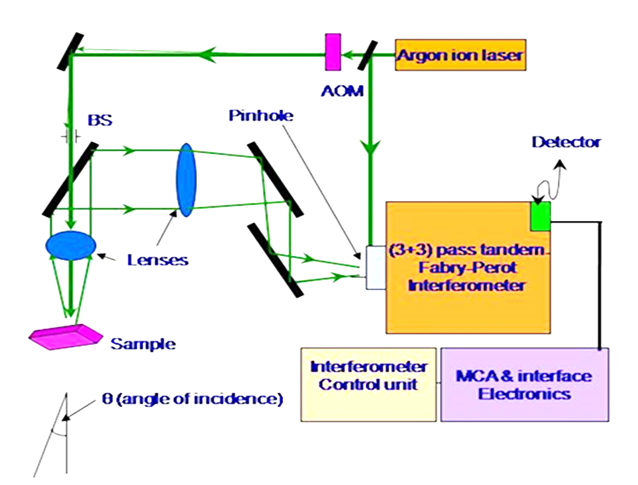 Argon ion laser
AOM
BS
Pinhole
Detector
Lenses
(3+3) pass tandem
Fabry-Perot
Interferometer
Sample
Interferometer
Control unit
MCA & interface
Electronics
θ (angle of incidence)